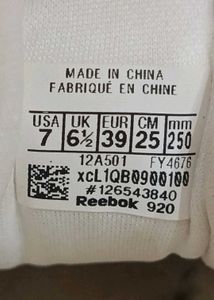 MADE IN CHINA
FABRIQUÉ EN CHINE
USA UK EUR CM mm
7 6½ 39 25 250
12A501 FY4676
xcL1QB0900100
#126543840
Reebok 920